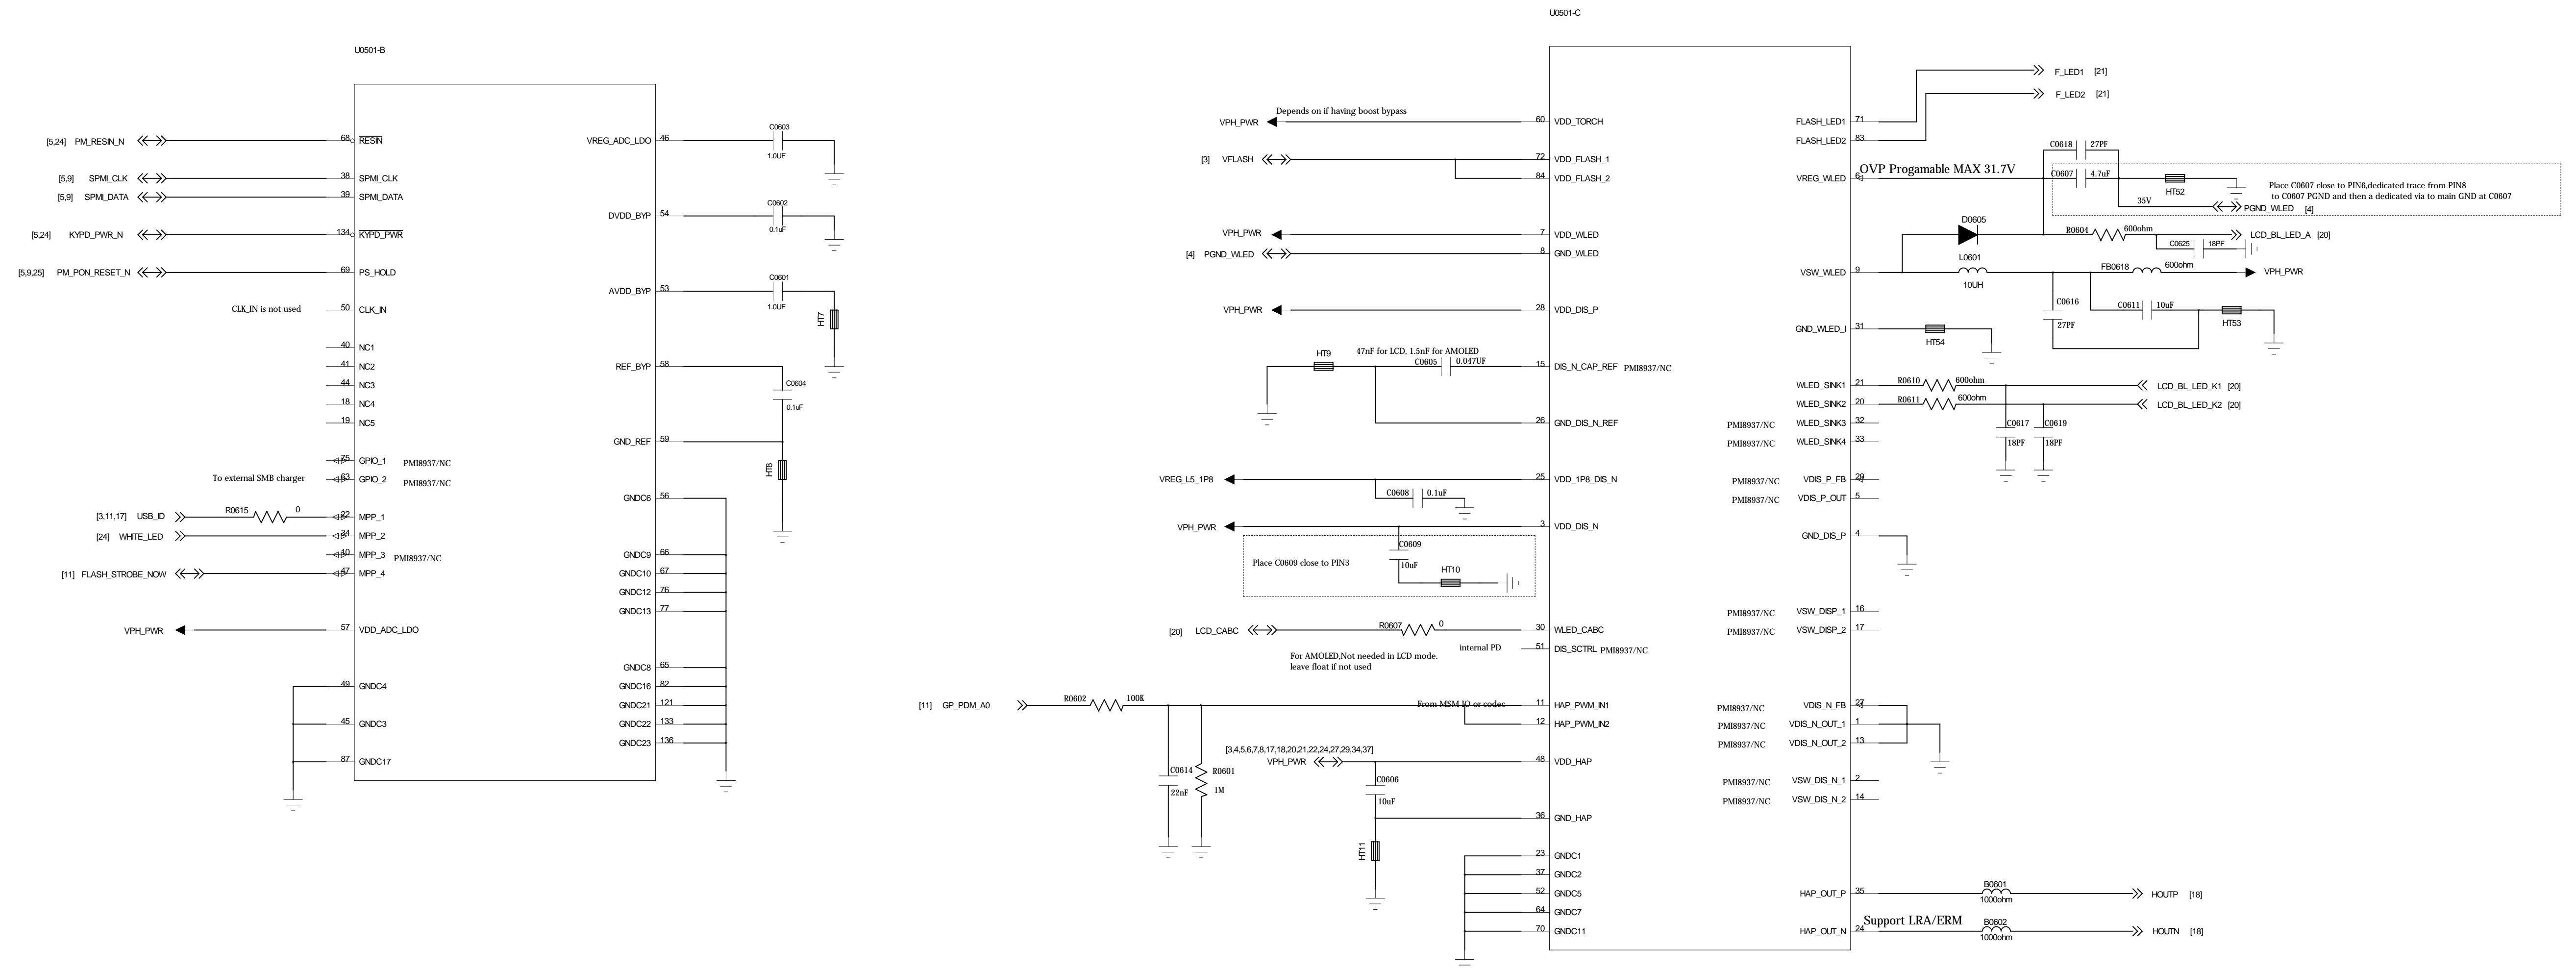 U0501-B
[5,24] PM_RESIN_N
68 RESIN
[5,9] SPMI_CLK
38 SPMI_CLK
[5,9] SPMI_DATA
39 SPMI_DATA
[5,24] KYPD_PWR_N
134 KYPD_PWR
[5,9,25] PM_PON_RESET_N
69 PS_HOLD
CLK_IN is not used
50 CLK_IN
40 NC1
41 NC2
44 NC3
18 NC4
19 NC5
75 GPIO_1 PMI8937/NC
To external SMB charger
63 GPIO_2 PMI8937/NC
[3,11,17] USB_ID
R0615 0
22 MPP_1
[24] WHITE_LED
34 MPP_2
10 MPP_3 PMI8937/NC
[11] FLASH_STROBE_NOW
47 MPP_4
VPH_PWR
57 VDD_ADC_LDO
49 GNDC4
45 GNDC3
87 GNDC17
VREG_ADC_LDO 46
C0603
1.0UF
DVDD_BYP 54
C0602
0.1uF
AVDD_BYP 53
C0601
1.0UF
HT7
REF_BYP 58
C0604
0.1uF
GND_REF 59
HT8
GNDC6 56
GNDC9 66
GNDC10 67
GNDC12 76
GNDC13 77
GNDC8 65
GNDC16 82
GNDC21 121
GNDC22 133
GNDC23 136
U0501-C
Depends on if having boost bypass
VPH_PWR
60 VDD_TORCH
[3] VFLASH
72 VDD_FLASH_1
84 VDD_FLASH_2
VPH_PWR
7 VDD_WLED
[4] PGND_WLED
8 GND_WLED
VPH_PWR
28 VDD_DIS_P
HT9
47nF for LCD, 1.5nF for AMOLED
C0605 0.047UF
15 DIS_N_CAP_REF PMI8937/NC
26 GND_DIS_N_REF
VREG_L5_1P8
25 VDD_1P8_DIS_N
C0608 0.1uF
VPH_PWR
3 VDD_DIS_N
C0609
10uF
Place C0609 close to PIN3
HT10
[20] LCD_CABC
R0607 0
30 WLED_CABC
internal PD
51 DIS_SCTRL PMI8937/NC
For AMOLED,Not needed in LCD mode.
leave float if not used
[11] GP_PDM_A0
R0602 100K
From MSM IO or codec
11 HAP_PWM_IN1
12 HAP_PWM_IN2
C0614
22nF
R0601
1M
[3,4,5,6,7,8,17,18,20,21,22,24,27,29,34,37]
VPH_PWR
48 VDD_HAP
C0606
10uF
36 GND_HAP
HT11
23 GNDC1
37 GNDC2
52 GNDC5
64 GNDC7
70 GNDC11
F_LED1 [21]
F_LED2 [21]
FLASH_LED1 71
FLASH_LED2 83
C0618 27PF
OVP Progamable MAX 31.7V
VREG_WLED 6
C0607 4.7uF
35V
HT52
Place C0607 close to PIN6,dedicated trace from PIN8
to C0607 PGND and then a dedicated via to main GND at C0607
PGND_WLED [4]
D0605
R0604 600ohm
LCD_BL_LED_A [20]
C0625 18PF
VSW_WLED 9
L0601
10UH
FB0618 600ohm
VPH_PWR
C0616
27PF
C0611 10uF
HT53
GND_WLED_I 31
HT54
WLED_SINK1 21
R0610 600ohm
LCD_BL_LED_K1 [20]
WLED_SINK2 20
R0611 600ohm
LCD_BL_LED_K2 [20]
C0617
18PF
C0619
18PF
PMI8937/NC WLED_SINK3 32
PMI8937/NC WLED_SINK4 33
PMI8937/NC VDIS_P_FB 29
PMI8937/NC VDIS_P_OUT 5
GND_DIS_P 4
PMI8937/NC VSW_DISP_1 16
PMI8937/NC VSW_DISP_2 17
PMI8937/NC VDIS_N_FB 27
PMI8937/NC VDIS_N_OUT_1 1
PMI8937/NC VDIS_N_OUT_2 13
PMI8937/NC VSW_DIS_N_1 2
PMI8937/NC VSW_DIS_N_2 14
HAP_OUT_P 35
B0601
1000ohm
HOUTP [18]
Support LRA/ERM
HAP_OUT_N 24
B0602
1000ohm
HOUTN [18]